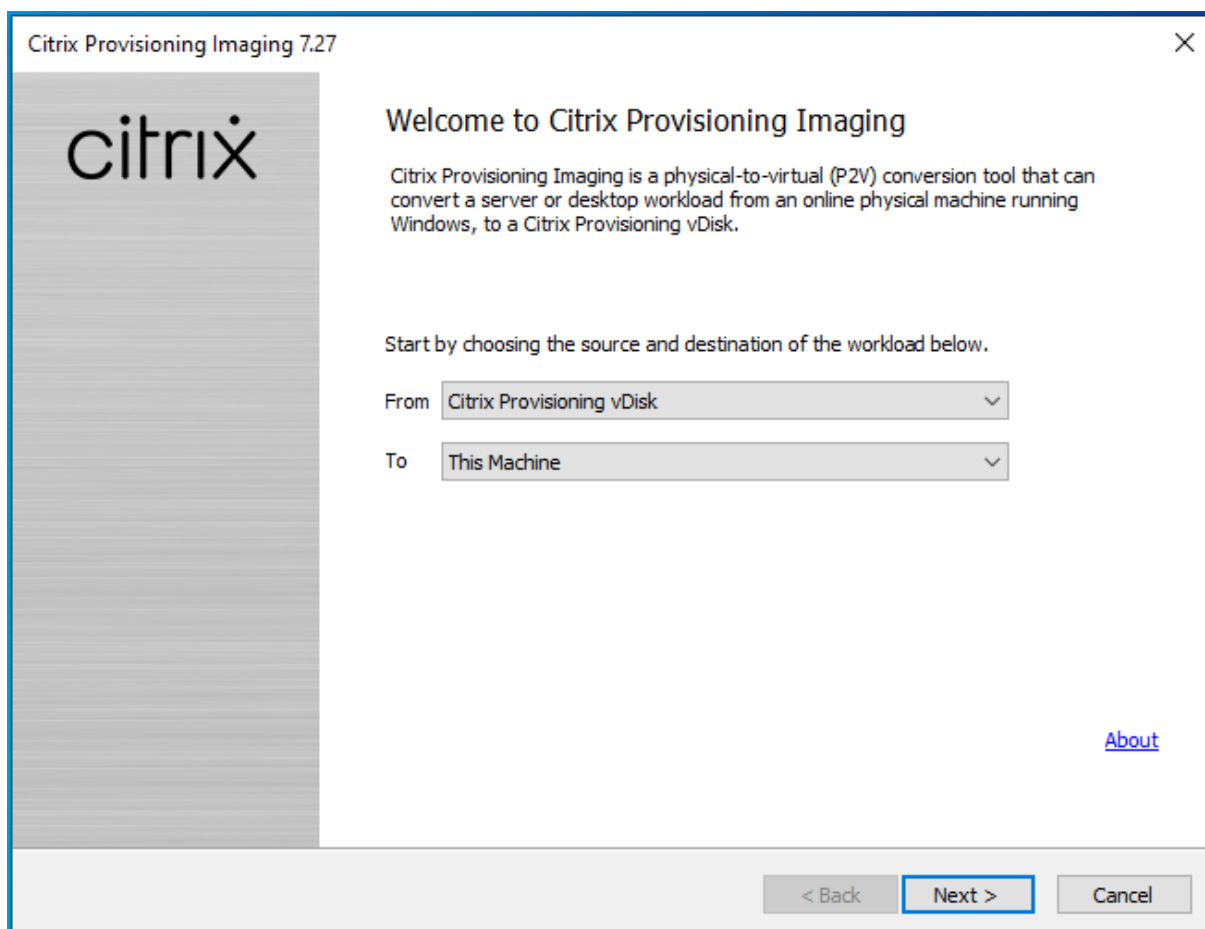 Citrix Provisioning Imaging 7.27
citrix
Welcome to Citrix Provisioning Imaging
Citrix Provisioning Imaging is a physical-to-virtual (P2V) conversion tool that can
convert a server or desktop workload from an online physical machine running
Windows, to a Citrix Provisioning vDisk.
Start by choosing the source and destination of the workload below.
From Citrix Provisioning vDisk
To This Machine
About
< Back Next > Cancel